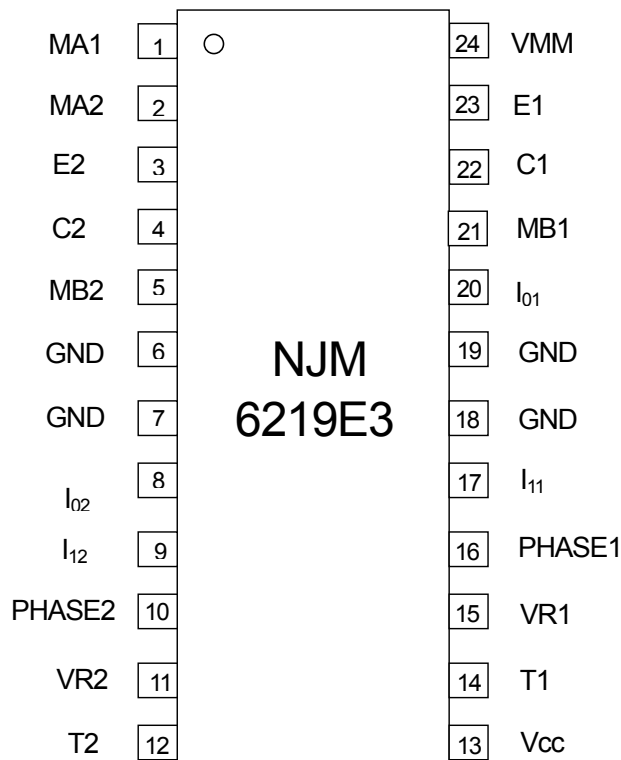 MA1 1 24 VMM
MA2 2 23 E1
E2 3 22 C1
C2 4 21 MB1
MB2 5 20 I₀₁
GND 6 19 GND
NJM
6219E3
GND 7 18 GND
I₀₂ 8 17 I₁₁
I₁₂ 9 16 PHASE1
PHASE2 10 15 VR1
VR2 11 14 T1
T2 12 13 Vcc